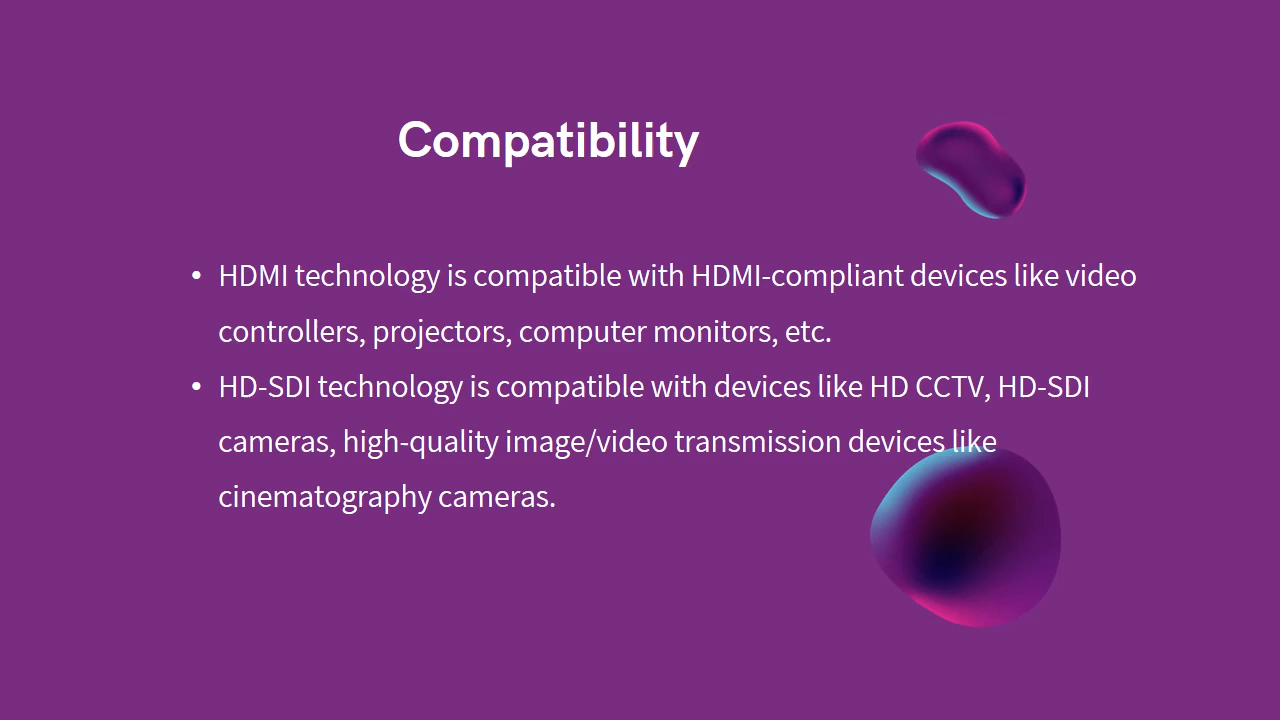 Compatibility
• HDMI technology is compatible with HDMI-compliant devices like video
controllers, projectors, computer monitors, etc.
• HD-SDI technology is compatible with devices like HD CCTV, HD-SDI
cameras, high-quality image/video transmission devices like
cinematography cameras.